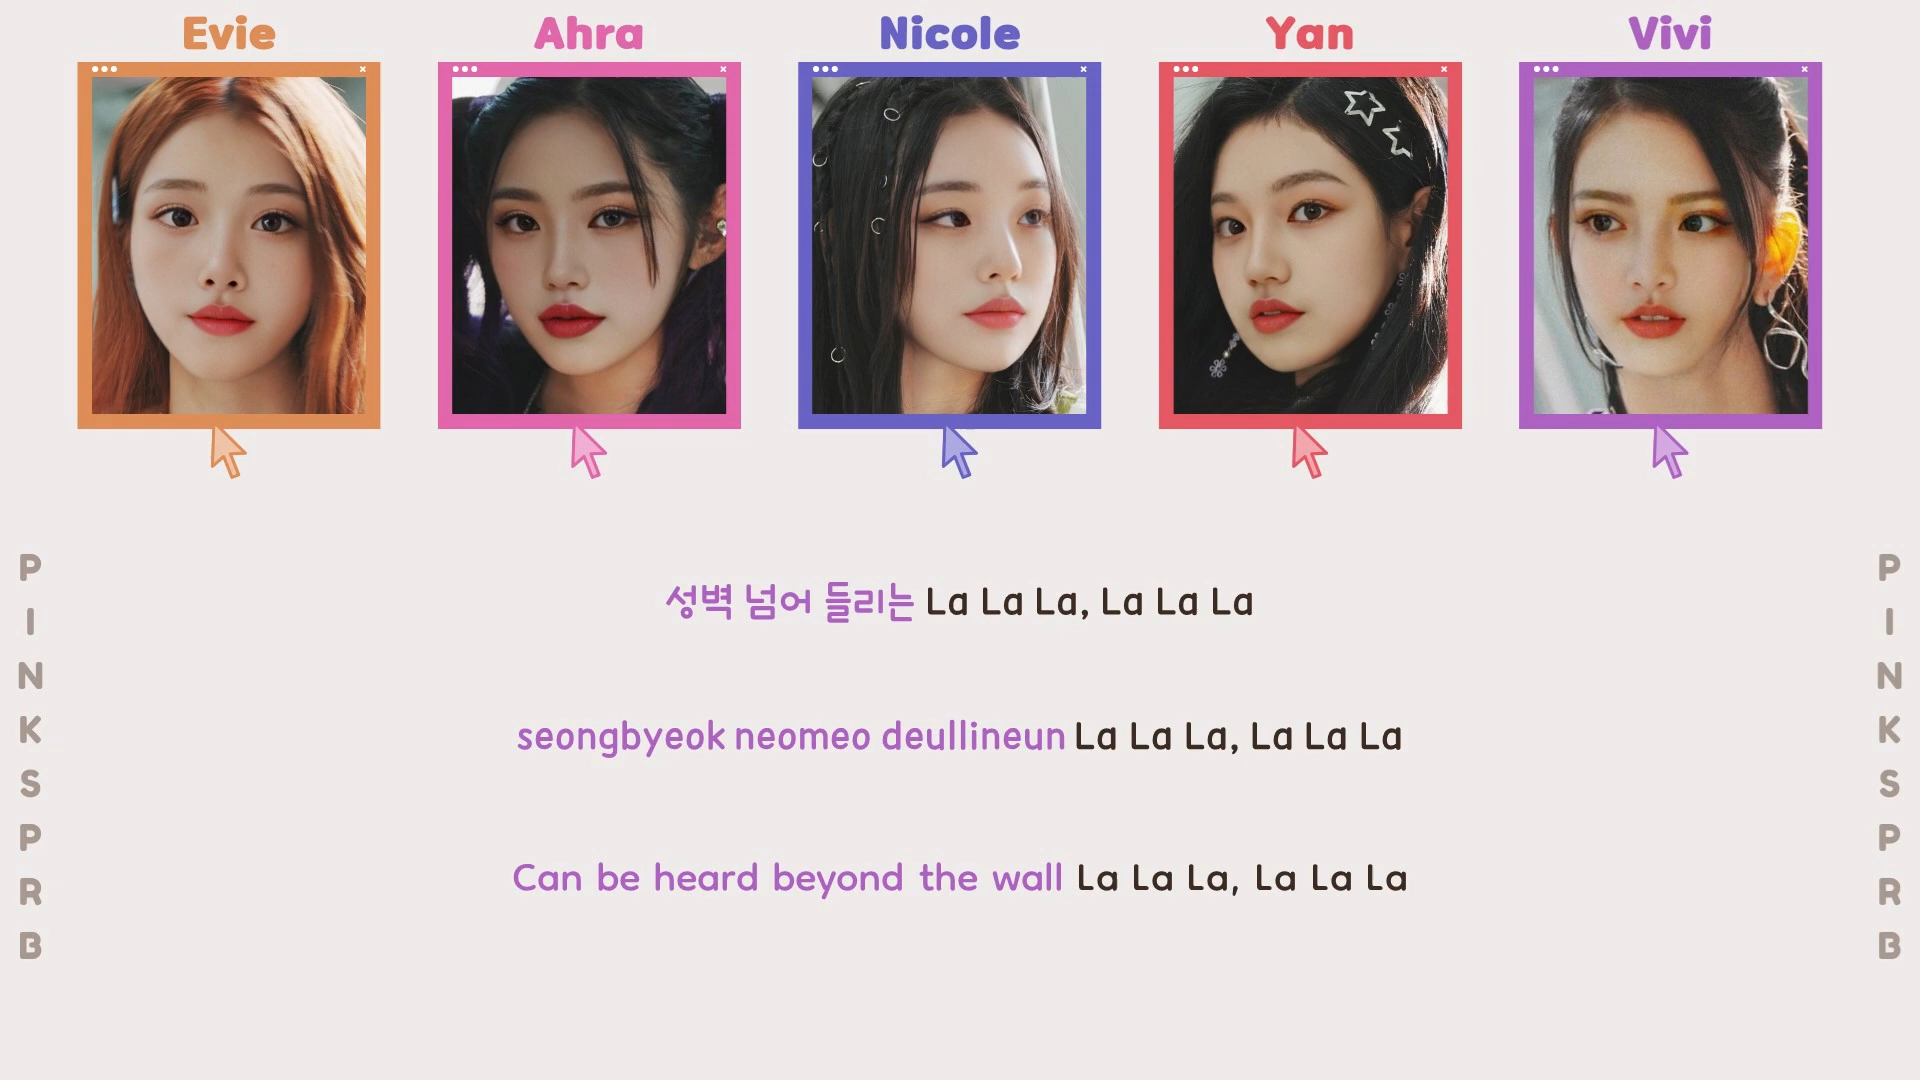 Evie Ahra Nicole Yan Vivi
성벽 넘어 들리는 La La La, La La La
seongbyeok neomeo deullineun La La La, La La La
Can be heard beyond the wall La La La, La La La
PINKSPRB
PINKSPRB